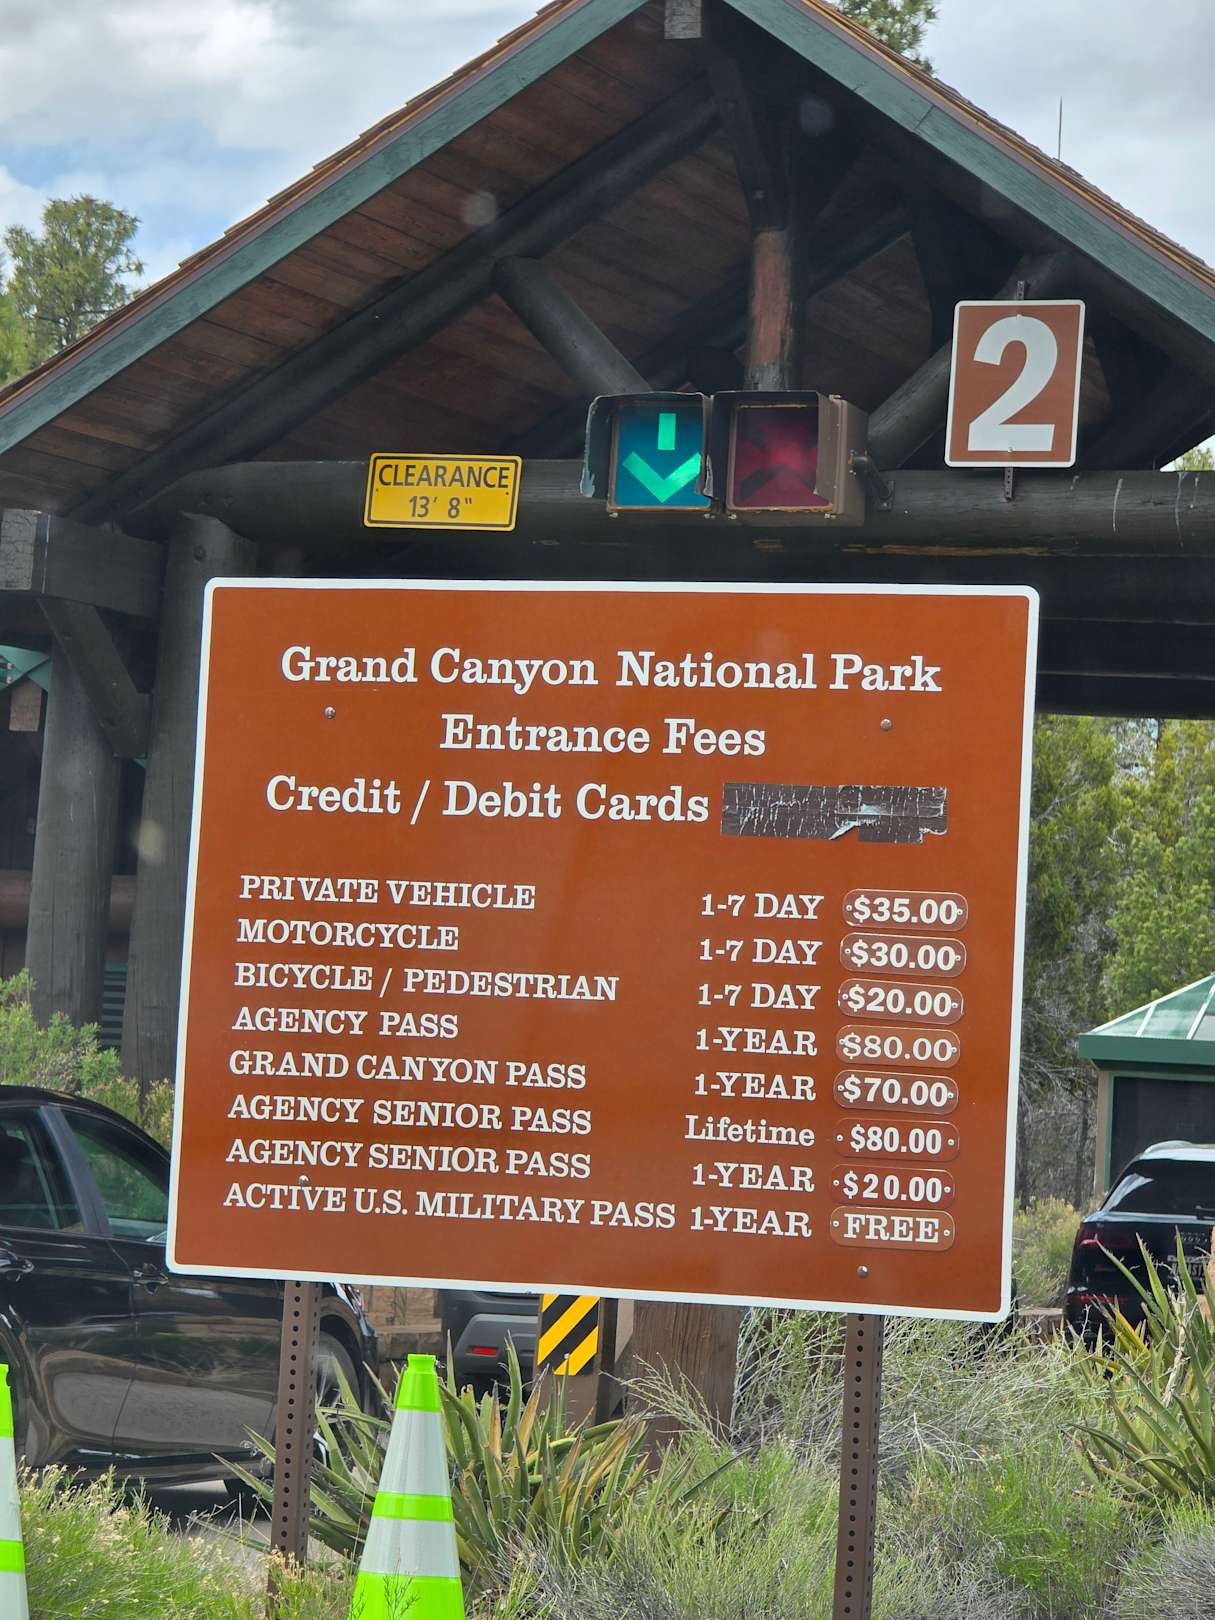 2
CLEARANCE
13' 8"
Grand Canyon National Park
Entrance Fees
Credit / Debit Cards
PRIVATE VEHICLE 1-7 DAY $35.00
MOTORCYCLE 1-7 DAY $30.00
BICYCLE / PEDESTRIAN 1-7 DAY $20.00
AGENCY PASS 1-YEAR $80.00
GRAND CANYON PASS 1-YEAR $70.00
AGENCY SENIOR PASS Lifetime $80.00
AGENCY SENIOR PASS 1-YEAR $20.00
ACTIVE U.S. MILITARY PASS 1-YEAR FREE